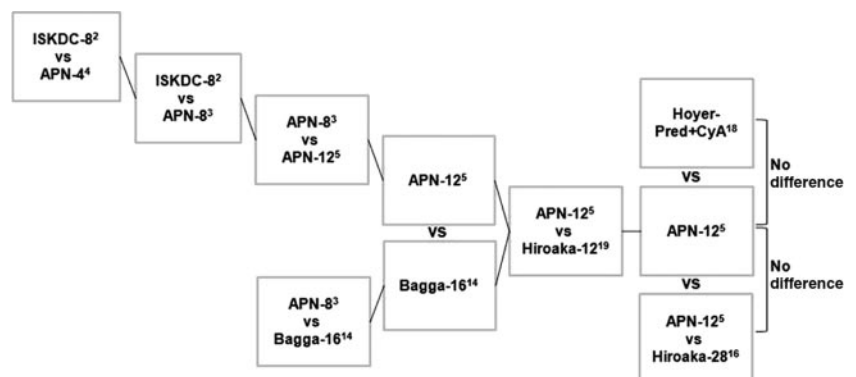 ISKDC-8²
vs
APN-4⁴
ISKDC-8²
vs
APN-8³
APN-8³
vs
APN-12⁵
APN-12⁵
vs
Bagga-16¹⁴
APN-8³
vs
Bagga-16¹⁴
APN-12⁵
vs
Hiroaka-12¹⁹
Hoyer-
Pred+CyA¹⁸
vs
APN-12⁵
vs
APN-12⁵
vs
Hiroaka-28¹⁶
No
difference
No
difference